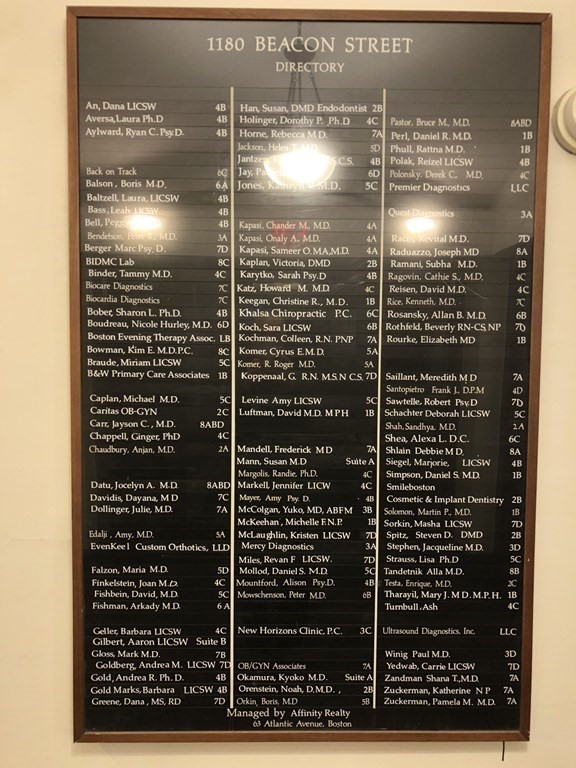 1180 BEACON STREET
DIRECTORY
An, Dana LICSW 4B
Aversa,Laura Ph.D 4B
Aylward, Ryan C. Psy.D. 4B
Back on Track 6C
Balson , Boris M.D. 6A
Baltzell, Laura, LICSW 4B
Bass, Leah LICSW 4B
Bell, 4B
Bendetson, M.D. 3A
Berger Marc Psy. D. 7D
BIDMC Lab 8C
Binder, Tammy M.D. 4C
Biocare Diagnostics 7C
Biocardia Diagnostics 7C
Bober, Sharon L. Ph.D. 4B
Boudreau, Nicole Hurley, M.D. 6D
Boston Evening Therapy Assoc. LB
Bowman, Kim E. M.D.P.C. 8C
Braude, Miriam LICSW 5C
B&W Primary Care Associates 1B
Caplan, Michael M.D. 5C
Caritas OB-GYN 2C
Carr, Jayson C. , M.D. 8ABD
Chappell, Ginger, PhD 4C
Chaudbury, Anjan, M.D. 2A
Datu, Jocelyn A. M.D. 8ABD
Davidis, Dayana, M D 7C
Dollinger, Julie, M.D. 7A
Edalji , Amy. M.D. 5A
EvenKeel Custom Orthotics, LLD
Falzon, Maria M.D. 5D
Finkelstein, Joan M.D. 4C
Fishbein, David, M.D. 5C
Fishman, Arkady M.D. 6 A
Geller, Barbara LICSW 4C
Gilbert, Aaron LICSW Suite B
Gloss, Mark M.D. 7B
Goldberg, Andrea M. LICSW 7D
Gold, Andrea R. Ph. D. 4B
Gold Marks,Barbara LICSW 4B
Greene, Dana , MS, RD 7D
Han, Susan, DMD Endodontist 2B
Holinger, Dorothy P. Ph.D 4C
Horne, Rebecca M.D. 7A
Jackson, Helen T. M.D. 5D
C.S. 4B
Jay, 6D
Jones, M.D. 5C
Kapasi, Chander M., M.D. 4A
Kapasi, Onaly A., M.D. 4A
Kapasi, Sameer O. MA,M.D. 4A
Kaplan, Victoria, DMD 2B
Karytko, Sarah Psy.D 4B
Katz, Howard M. M.D. 4C
Keegan, Christine R., M.D. 1B
Khalsa Chiropractic P.C. 6C
Koch, Sara LICSW 6B
Kochman, Colleen, R.N. PNP 7A
Komer, Cyrus E.M.D. 5A
Komer, R. Roger M.D. 5A
Koppenaal, G. R.N. M.S.N C.S. 7D
Levine Amy LICSW 5C
Luftman, David M.D. M P H 1B
Mandell, Frederick M D 7A
Mann, Susan M.D Suite A
Margolis, Randie, Ph.D. 4C
Markell, Jennifer LICW 4C
Mayer, Amy Psy. D. 4B
McColgan, Yuko, MD, ABFM 3B
McKeehan , Michelle F.N.P. 1B
McLaughlin, Kristen LICSW 7D
Mercy Diagnostics 3A
Miles, Revan F LICSW. 7D
Mollod, Daniel S. M.D. 5C
Mountford, Alison Psy.D. 4B
Mowschenson, Peter M.D. 6B
New Horizons Clinic, P.C. 3C
OB/GYN Associates 7A
Okamura, Kyoko M.D. Suite A
Orenstein, Noah, D.M.D. , 2B
Orkin, Boris, M.D 5B
Pastor, Bruce M., M.D. 6ABD
Perl, Daniel R. M.D. 1B
Phull, Rattna M.D. 1B
Polak, Reizel LICSW 4B
Polonsky. Derek C, M.D. 4C
Premier Diagnostics LLC
Quest Diagnostics 3A
Revital M.D. 7D
Raduazzo, Joseph MD 8A
Ramani, Subha M.D. 1B
Ragovin, Cathie S., M.D. 4C
Reisen, David M.D. 4C
Rice, Kenneth, M.D. 7C
Rosansky, Allan B. M.D. 6B
Rothfeld, Beverly RN-CS, NP 7D
Rourke, Elizabeth MD 1B
Saillant, Meredith M D 7A
Santopietro Frank J., D.P.M 4D
Sawtelle, Robert Psy.D 7D
Schachter Deborah LICSW 5C
Shah, Sandhya. M.D. 2A
Shea, Alexa L. D.C. 6C
Shlain Debbie M D. 8A
Siegel, Marjorie, LICSW 4B
Simpson, Daniel S. M.D. 1B
Smileboston
Cosmetic & Implant Dentistry 2B
Solomon, Martin P., M.D. 1B
Sorkin, Masha LICSW 7D
Spitz, Steven D. DMD 2B
Stephen, Jacqueline M.D. 3D
Strauss, Lisa Ph.D 5C
Tandetnik Alla M.D. 8B
Testa, Enrique, M.D. 2C
Tharayil, Mary J. M D. M.P. H. 1B
Turnbull, Ash 4C
Ultrasound Diagnostics. Inc. LLC
Winig Paul M.D. 3D
Yedwab, Carrie LICSW 7D
Zandman Shana T., M.D. 7A
Zuckerman, Katherine N P 7A
Zuckerman, Pamela M. M.D. 7A
Managed by Affinity Realty
63 Atlantic Avenue, Boston